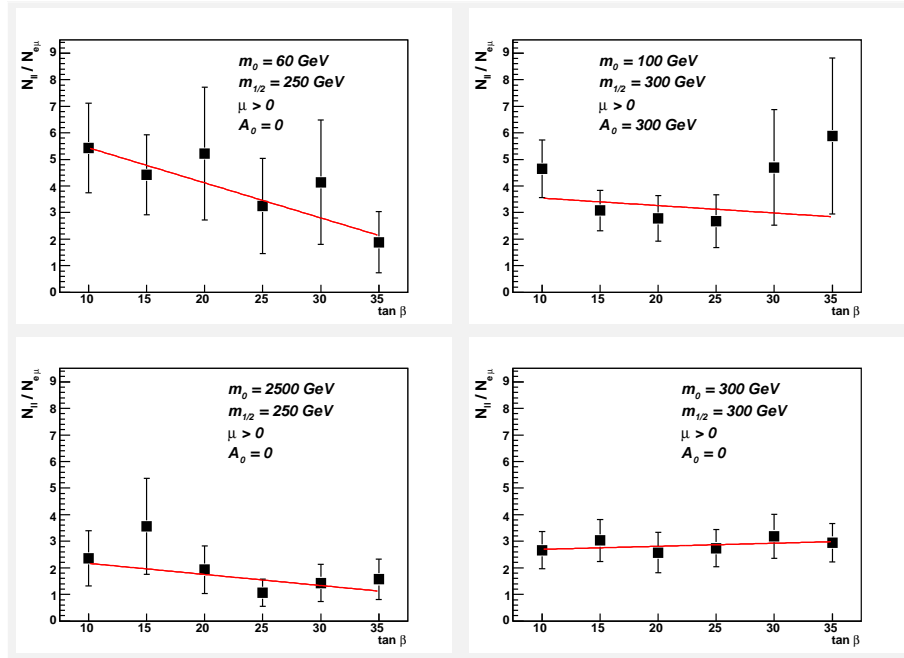 N_ll / N_eμ
9
8
7
6
5
4
3
2
1
0
m_0 = 60 GeV
m_1/2 = 250 GeV
μ > 0
A_0 = 0
10 15 20 25 30 35
tan β
N_ll / N_eμ
9
8
7
6
5
4
3
2
1
0
m_0 = 100 GeV
m_1/2 = 300 GeV
μ > 0
A_0 = 300 GeV
10 15 20 25 30 35
tan β
N_ll / N_eμ
9
8
7
6
5
4
3
2
1
0
m_0 = 2500 GeV
m_1/2 = 250 GeV
μ > 0
A_0 = 0
10 15 20 25 30 35
tan β
N_ll / N_eμ
9
8
7
6
5
4
3
2
1
0
m_0 = 300 GeV
m_1/2 = 300 GeV
μ > 0
A_0 = 0
10 15 20 25 30 35
tan β